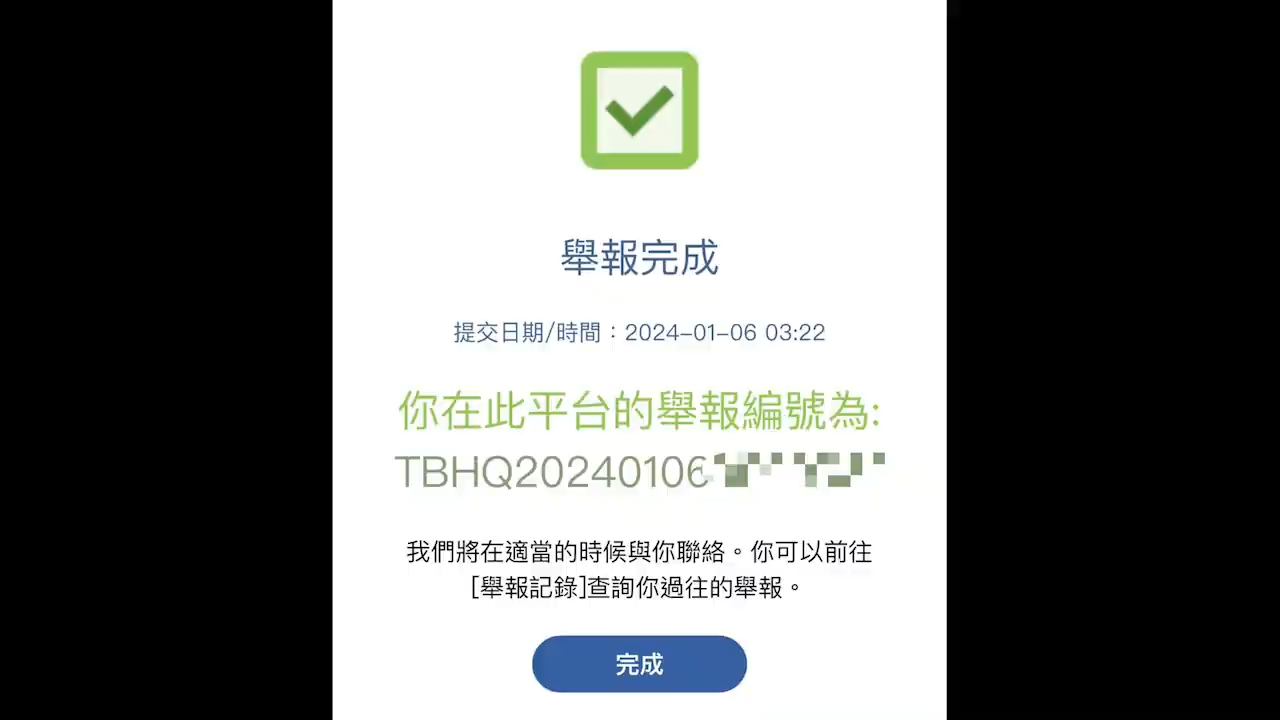 舉報完成
提交日期/時間：2024-01-06 03:22
你在此平台的舉報編號為:
TBHQ20240106
我們將在適當的時候與你聯絡。你可以前往
[舉報記錄]查詢你過往的舉報。
完成